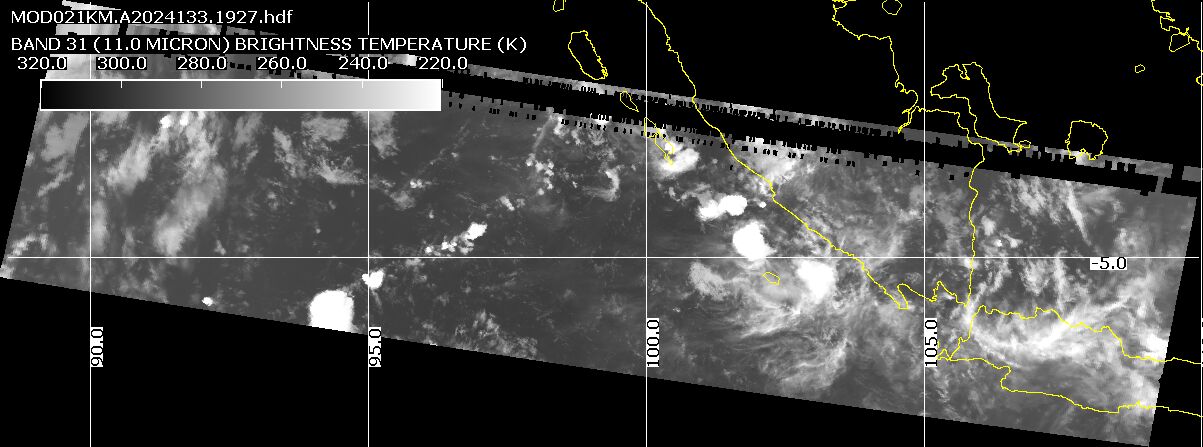 MOD021KM.A2024133.1927.hdf
BAND 31 (11.0 MICRON) BRIGHTNESS TEMPERATURE (K)
320.0 300.0 280.0 260.0 240.0 220.0
-5.0
90.0 95.0 100.0 105.0